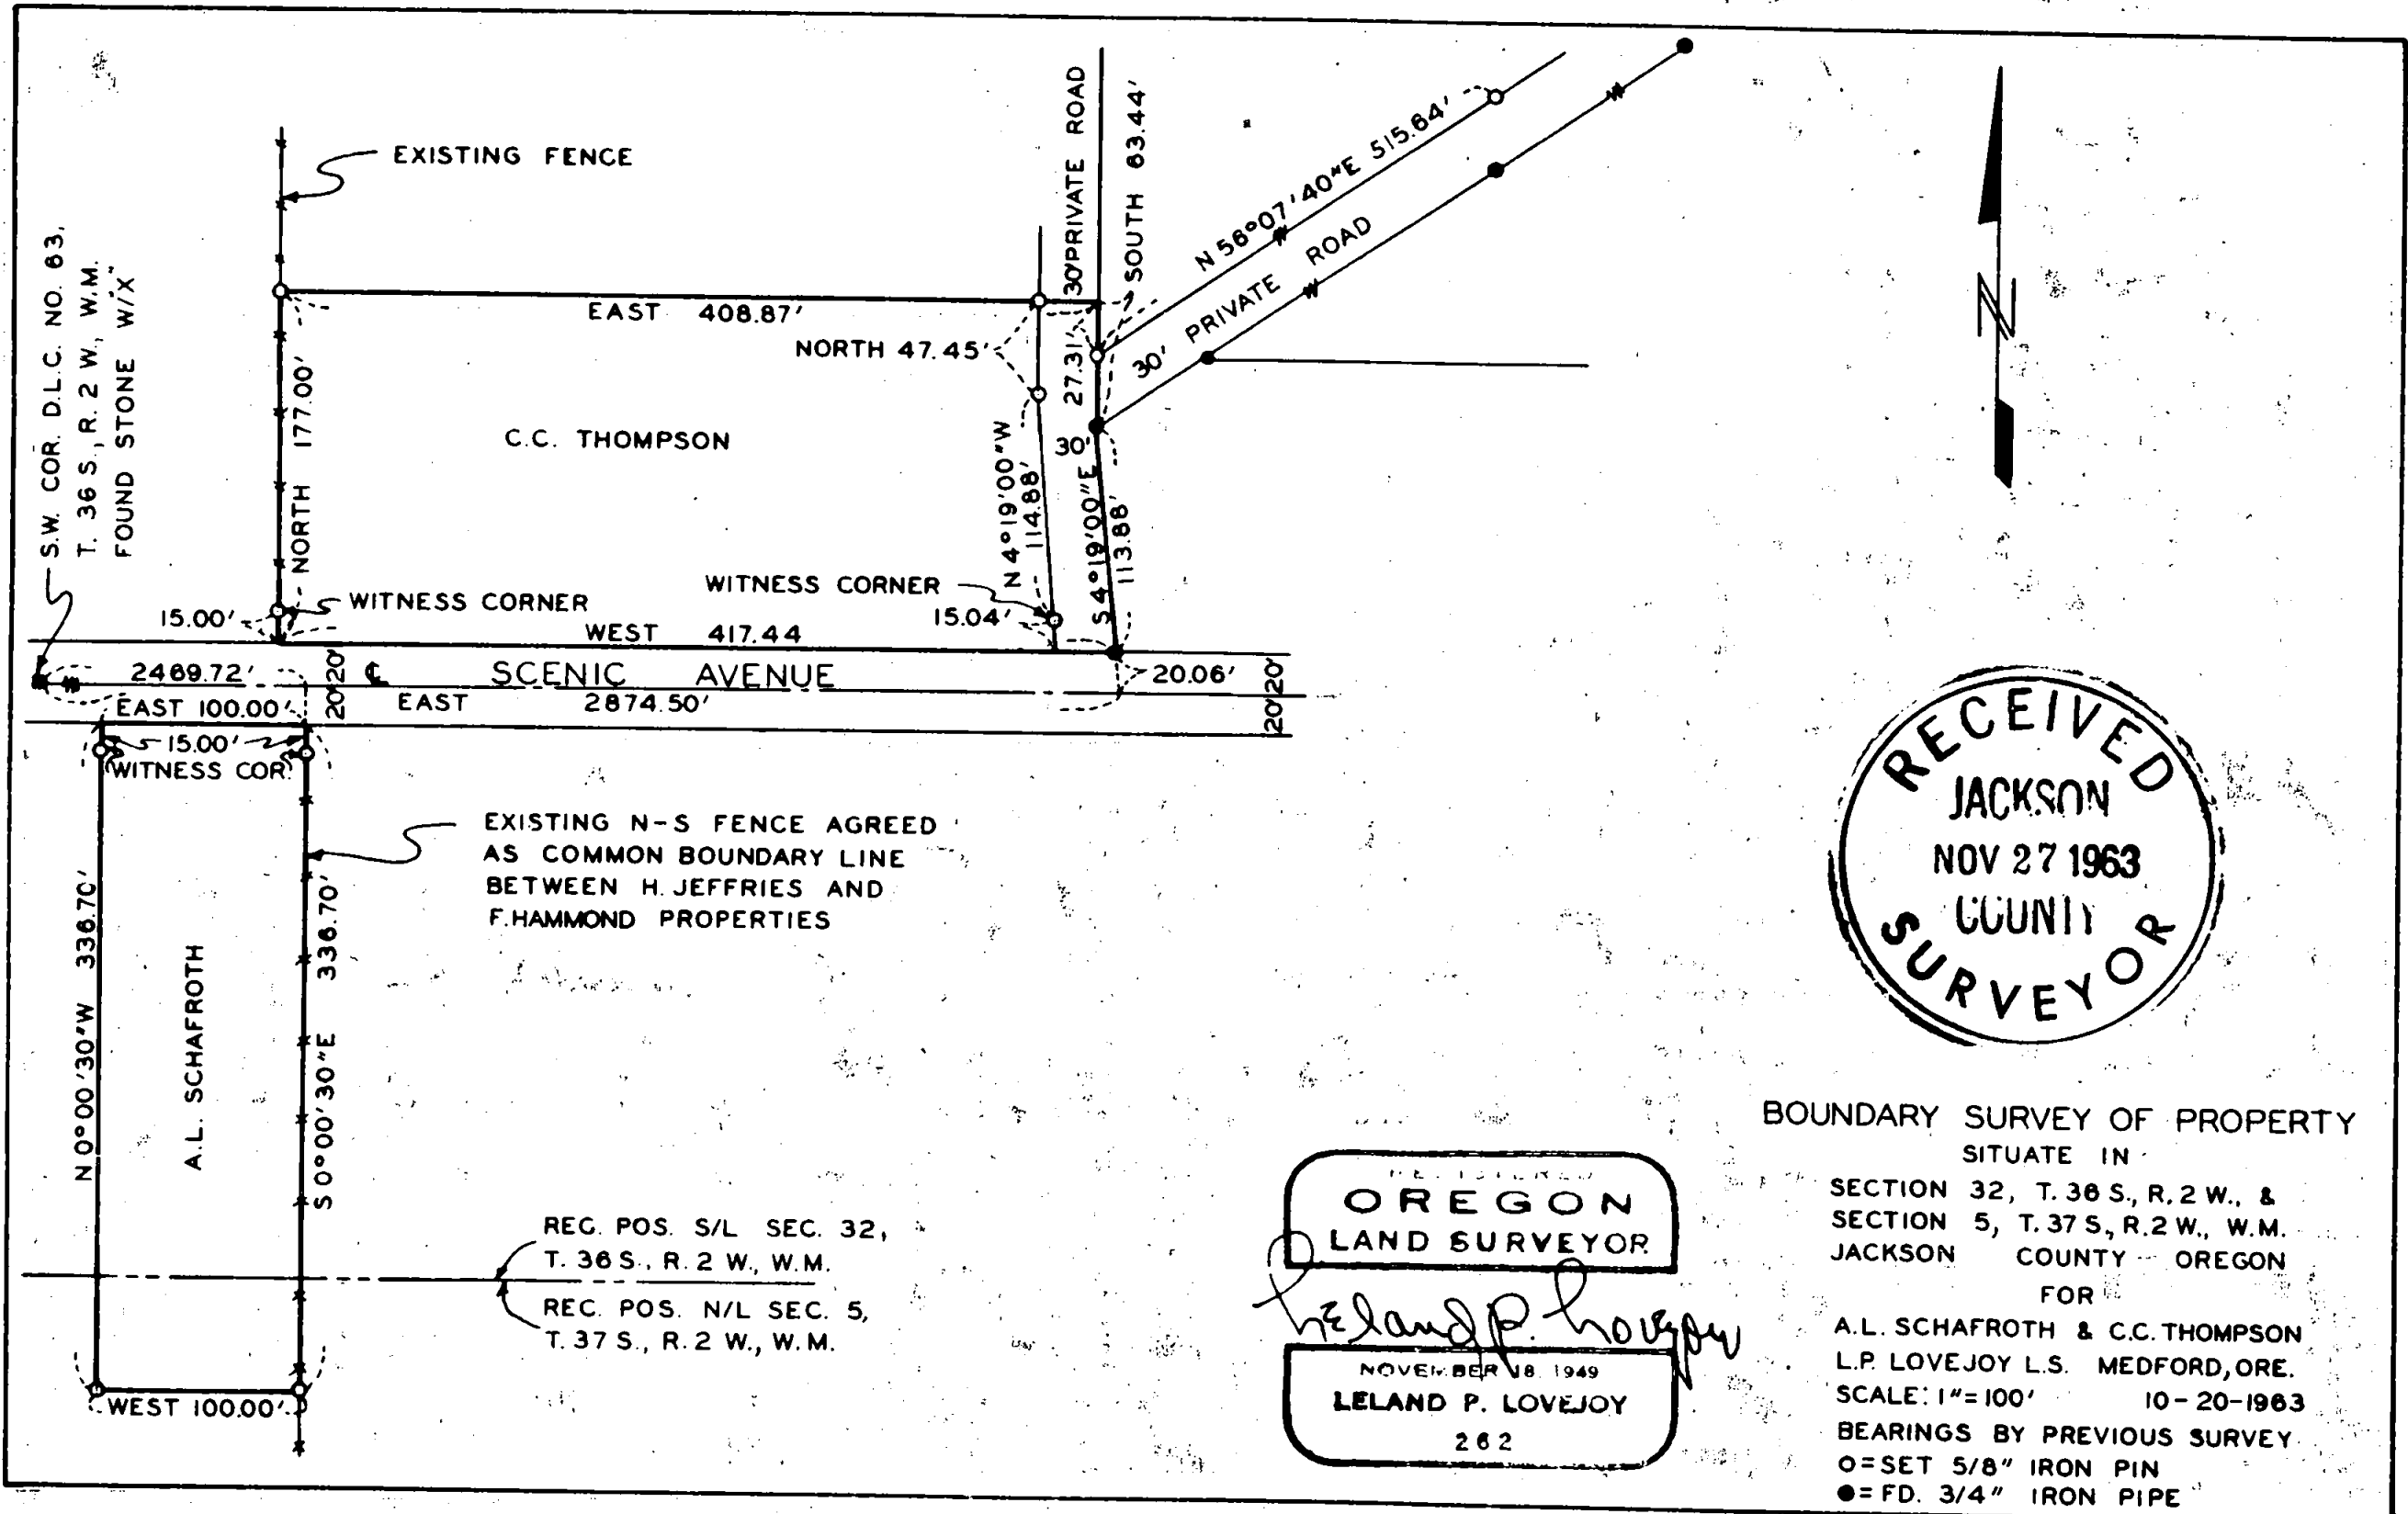 S.W. COR. D.L.C. NO. 63,
T. 36 S., R. 2 W., W.M.
FOUND STONE W/"X"
EXISTING FENCE
30' PRIVATE ROAD
SOUTH 63.44'
N 56°07'40"E 515.64'
30' PRIVATE ROAD
EAST 408.87'
NORTH 47.45'
27.31'
NORTH 177.00'
C.C. THOMPSON
30'
N 4°19'00"W
114.88'
S 4°19'00"E
113.88'
WITNESS CORNER
WITNESS CORNER
15.00'
15.04'
WEST 417.44
2469.72'
20' 20'
℄ SCENIC AVENUE
20.06'
20' 20'
EAST 100.00'
EAST 2874.50'
15.00'
WITNESS COR.
N 0°00'30"W 336.70'
A.L. SCHAFROTH
S 0°00'30"E 336.70'
EXISTING N-S FENCE AGREED
AS COMMON BOUNDARY LINE
BETWEEN H. JEFFRIES AND
F. HAMMOND PROPERTIES
REC. POS. S/L SEC. 32,
T. 36 S., R. 2 W., W.M.
REC. POS. N/L SEC. 5,
T. 37 S., R. 2 W., W.M.
WEST 100.00'
N
RECEIVED
JACKSON
NOV 27 1963
COUNTY
SURVEYOR
REGISTERED
OREGON
LAND SURVEYOR
Leland P. Lovejoy
NOVEMBER 18 1949
LELAND P. LOVEJOY
262
BOUNDARY SURVEY OF PROPERTY
SITUATE IN
SECTION 32, T. 36 S., R. 2 W., &
SECTION 5, T. 37 S., R. 2 W., W.M.
JACKSON COUNTY OREGON
FOR
A.L. SCHAFROTH & C.C. THOMPSON
L.P. LOVEJOY L.S. MEDFORD, ORE.
SCALE: 1"=100' 10-20-1963
BEARINGS BY PREVIOUS SURVEY
O=SET 5/8" IRON PIN
●=FD. 3/4" IRON PIPE